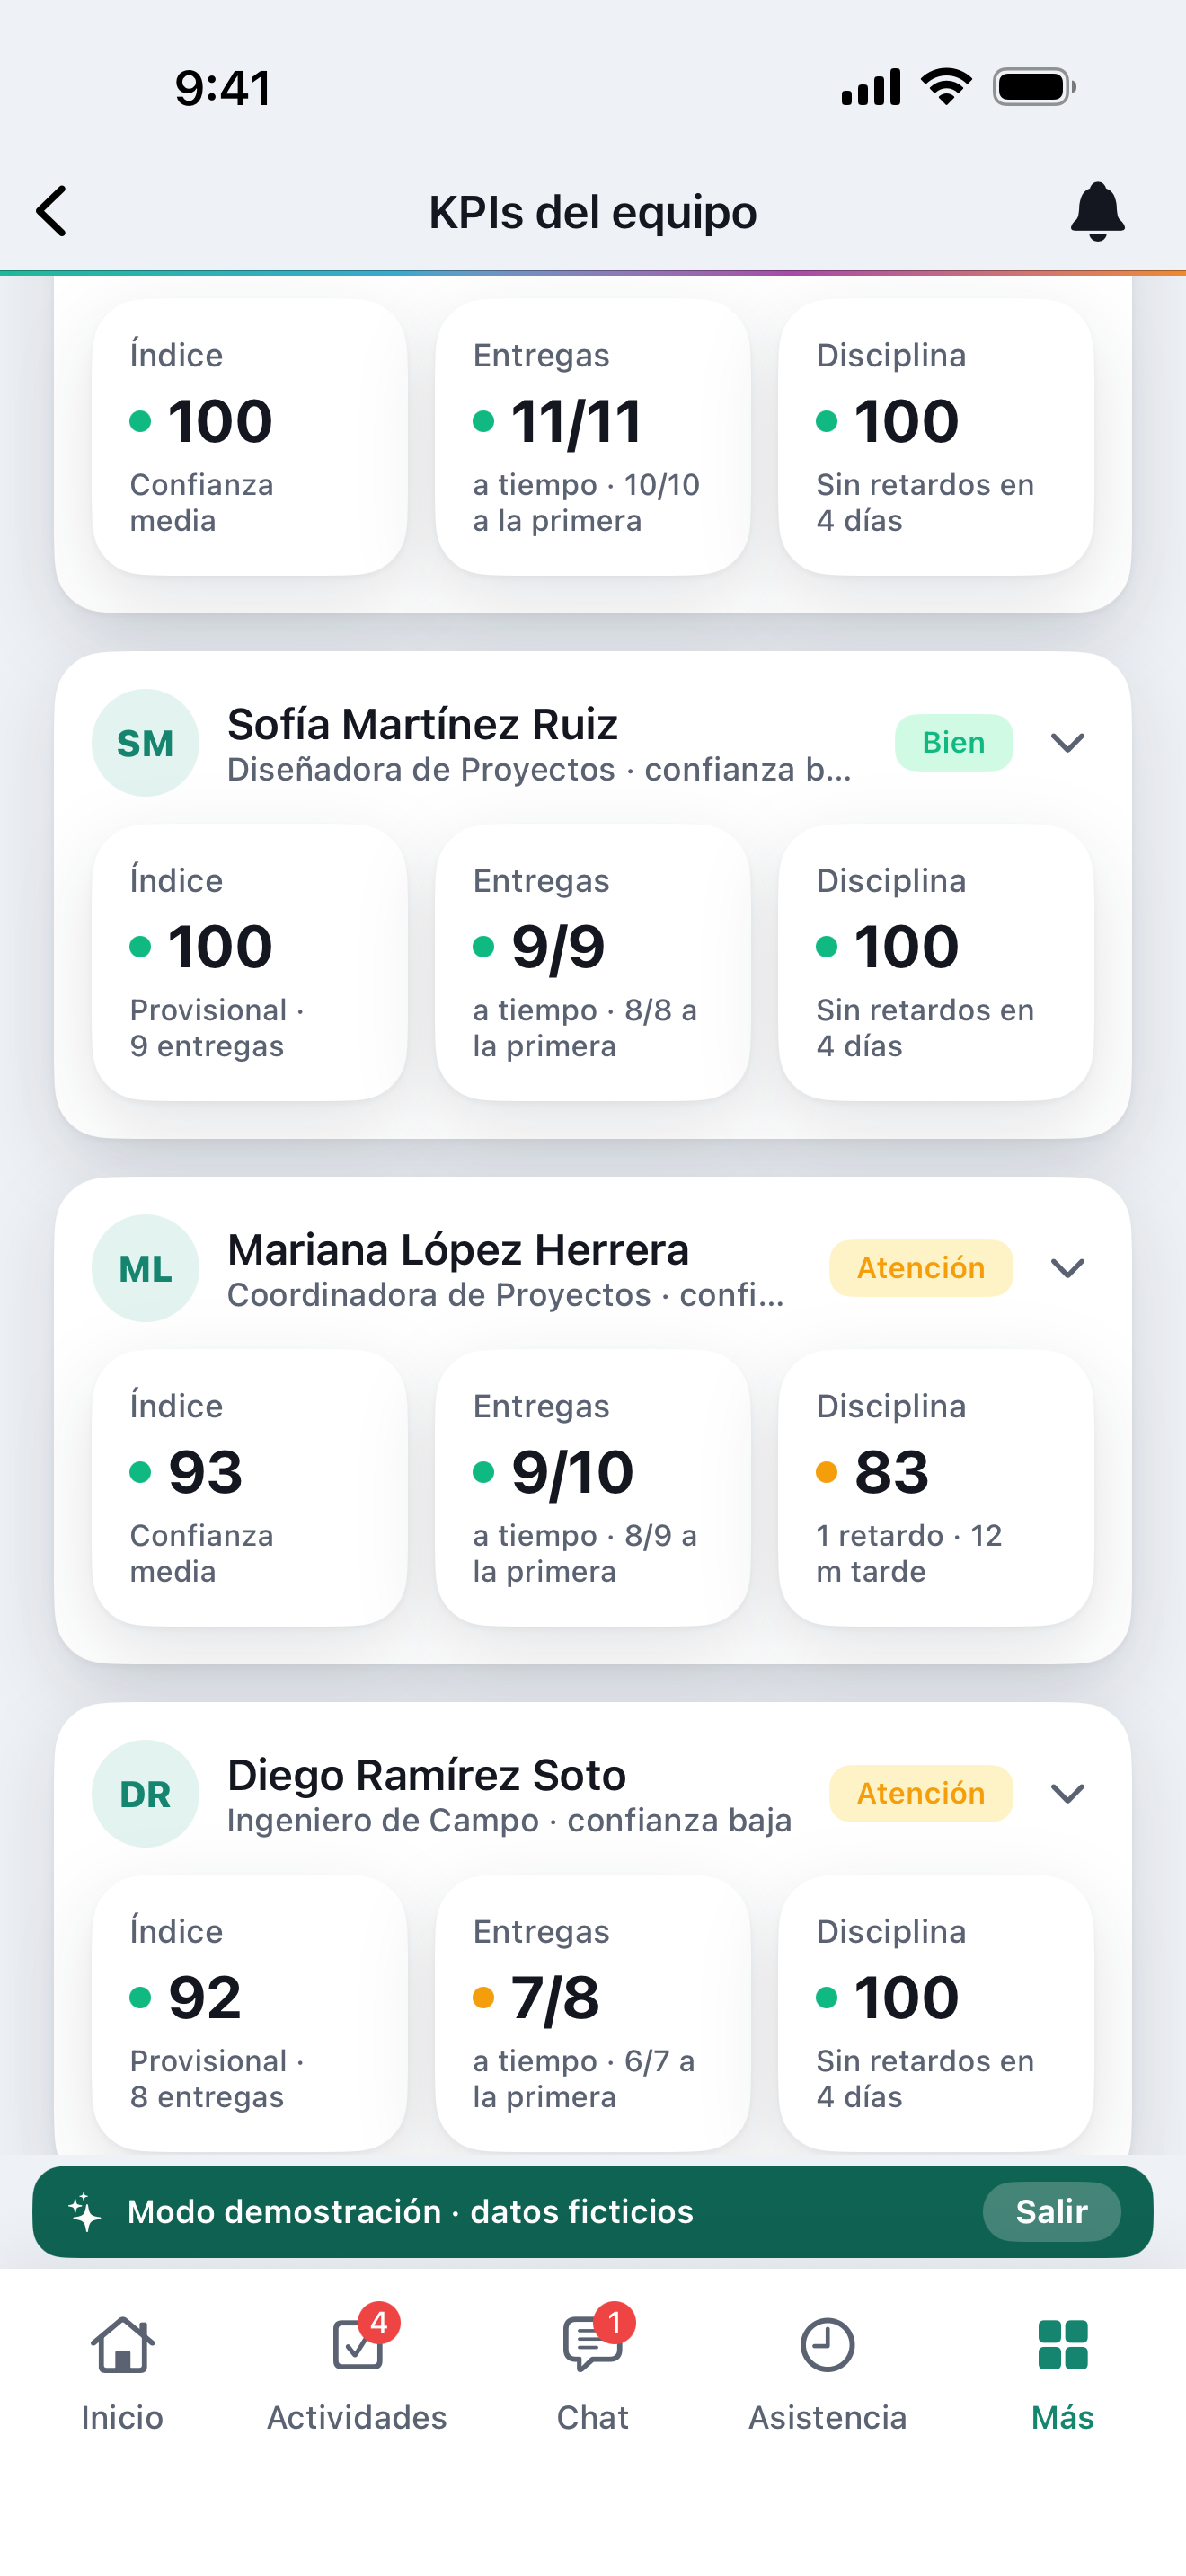 9:41
KPIs del equipo
Índice
Entregas
Disciplina
100
11/11
100
Confianza media
a tiempo · 10/10 a la primera
Sin retardos en 4 días
SM
Sofía Martínez Ruiz
Diseñadora de Proyectos · confianza b...
Bien
Índice
Entregas
Disciplina
100
9/9
100
Provisional · 9 entregas
a tiempo · 8/8 a la primera
Sin retardos en 4 días
ML
Mariana López Herrera
Coordinadora de Proyectos · confi...
Atención
Índice
Entregas
Disciplina
93
9/10
83
Confianza media
a tiempo · 8/9 a la primera
1 retardo · 12 m tarde
DR
Diego Ramírez Soto
Ingeniero de Campo · confianza baja
Atención
Índice
Entregas
Disciplina
92
7/8
100
Provisional · 8 entregas
a tiempo · 6/7 a la primera
Sin retardos en 4 días
Modo demostración · datos ficticios
Salir
4
1
Inicio
Actividades
Chat
Asistencia
Más